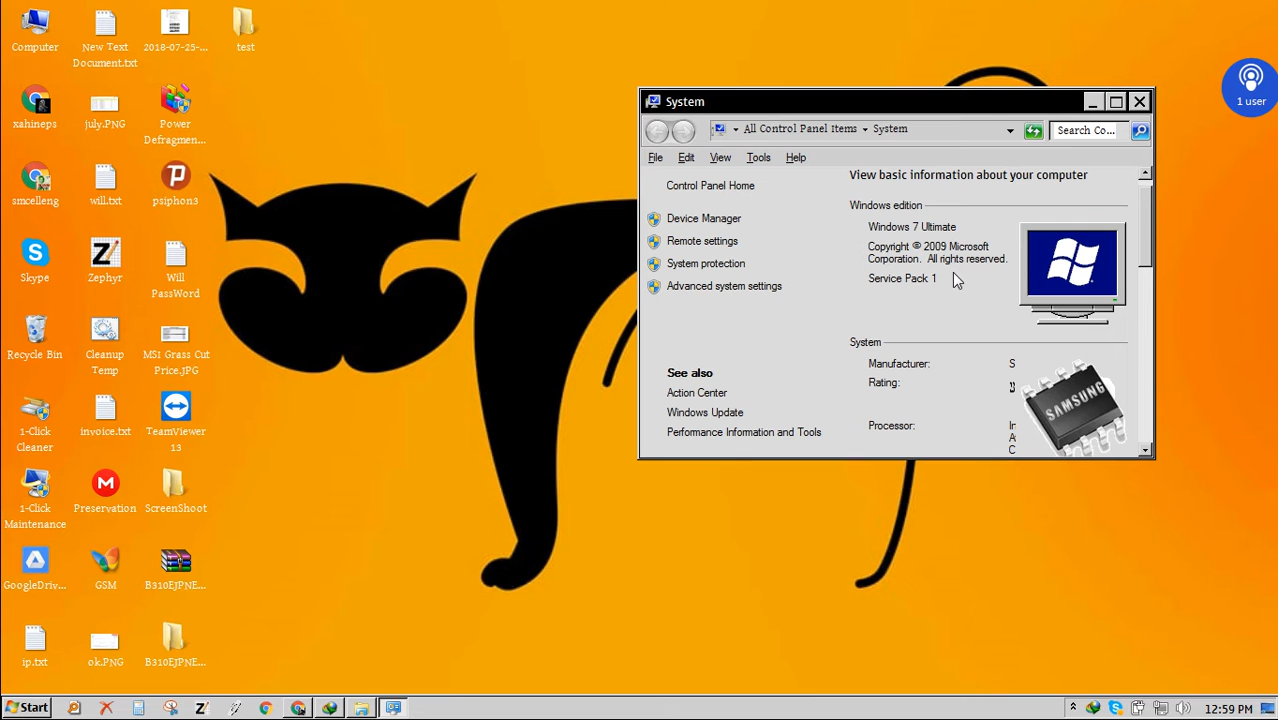 Computer
New Text
Document.txt
2018-07-25-...
test
xahineps
july.PNG
Power
Defragmen...
smcelleng
will.txt
psiphon3
Skype
Zephyr
Will
PassWord
Recycle Bin
Cleanup
Temp
MSI Grass Cut
Price.JPG
1-Click
Cleaner
invoice.txt
TeamViewer
13
1-Click
Maintenance
Preservation
ScreenShoot
GoogleDriv...
GSM
B310EJPNE...
ip.txt
ok.PNG
B310EJPNE...
1 user
System
All Control Panel Items
System
Search Co...
File Edit View Tools Help
Control Panel Home
Device Manager
Remote settings
System protection
Advanced system settings
See also
Action Center
Windows Update
Performance Information and Tools
View basic information about your computer
Windows edition
Windows 7 Ultimate
Copyright © 2009 Microsoft
Corporation. All rights reserved.
Service Pack 1
System
Manufacturer: S
Rating:
Processor: In
SAMSUNG
Start
12:59 PM